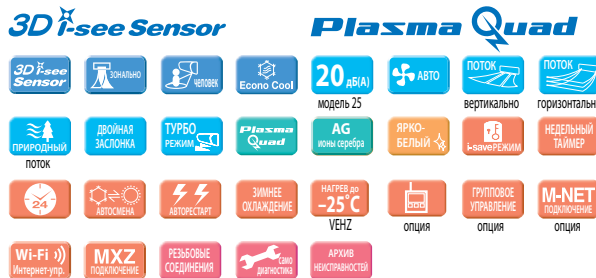 3D i-see Sensor
Plasma Quad
3D i-see
Sensor
ЗОНАЛЬНО
ЧЕЛОВЕК
Econo Cool
20 дБ(А)
модель 25
АВТО
ПОТОК
вертикально
ПОТОК
горизонтальн
ПРИРОДНЫЙ
поток
ДВОЙНАЯ
ЗАСЛОНКА
ТУРБО
РЕЖИМ
Plasma
Quad
AG
ионы серебра
ЯРКО-
БЕЛЫЙ
i-save РЕЖИМ
НЕДЕЛЬНЫЙ
ТАЙМЕР
24
АВТОСМЕНА
АВТОРЕСТАРТ
ЗИМНЕЕ
ОХЛАЖДЕНИЕ
НАГРЕВ до
–25°C
VEHZ
опция
ГРУППОВОЕ
УПРАВЛЕНИЕ
опция
M-NET
ПОДКЛЮЧЕНИЕ
опция
Wi-Fi
Интернет-упр.
MXZ
ПОДКЛЮЧЕНИЕ
РЕЗЬБОВЫЕ
СОЕДИНЕНИЯ
само
диагностика
АРХИВ
НЕИСПРАВНОСТЕЙ